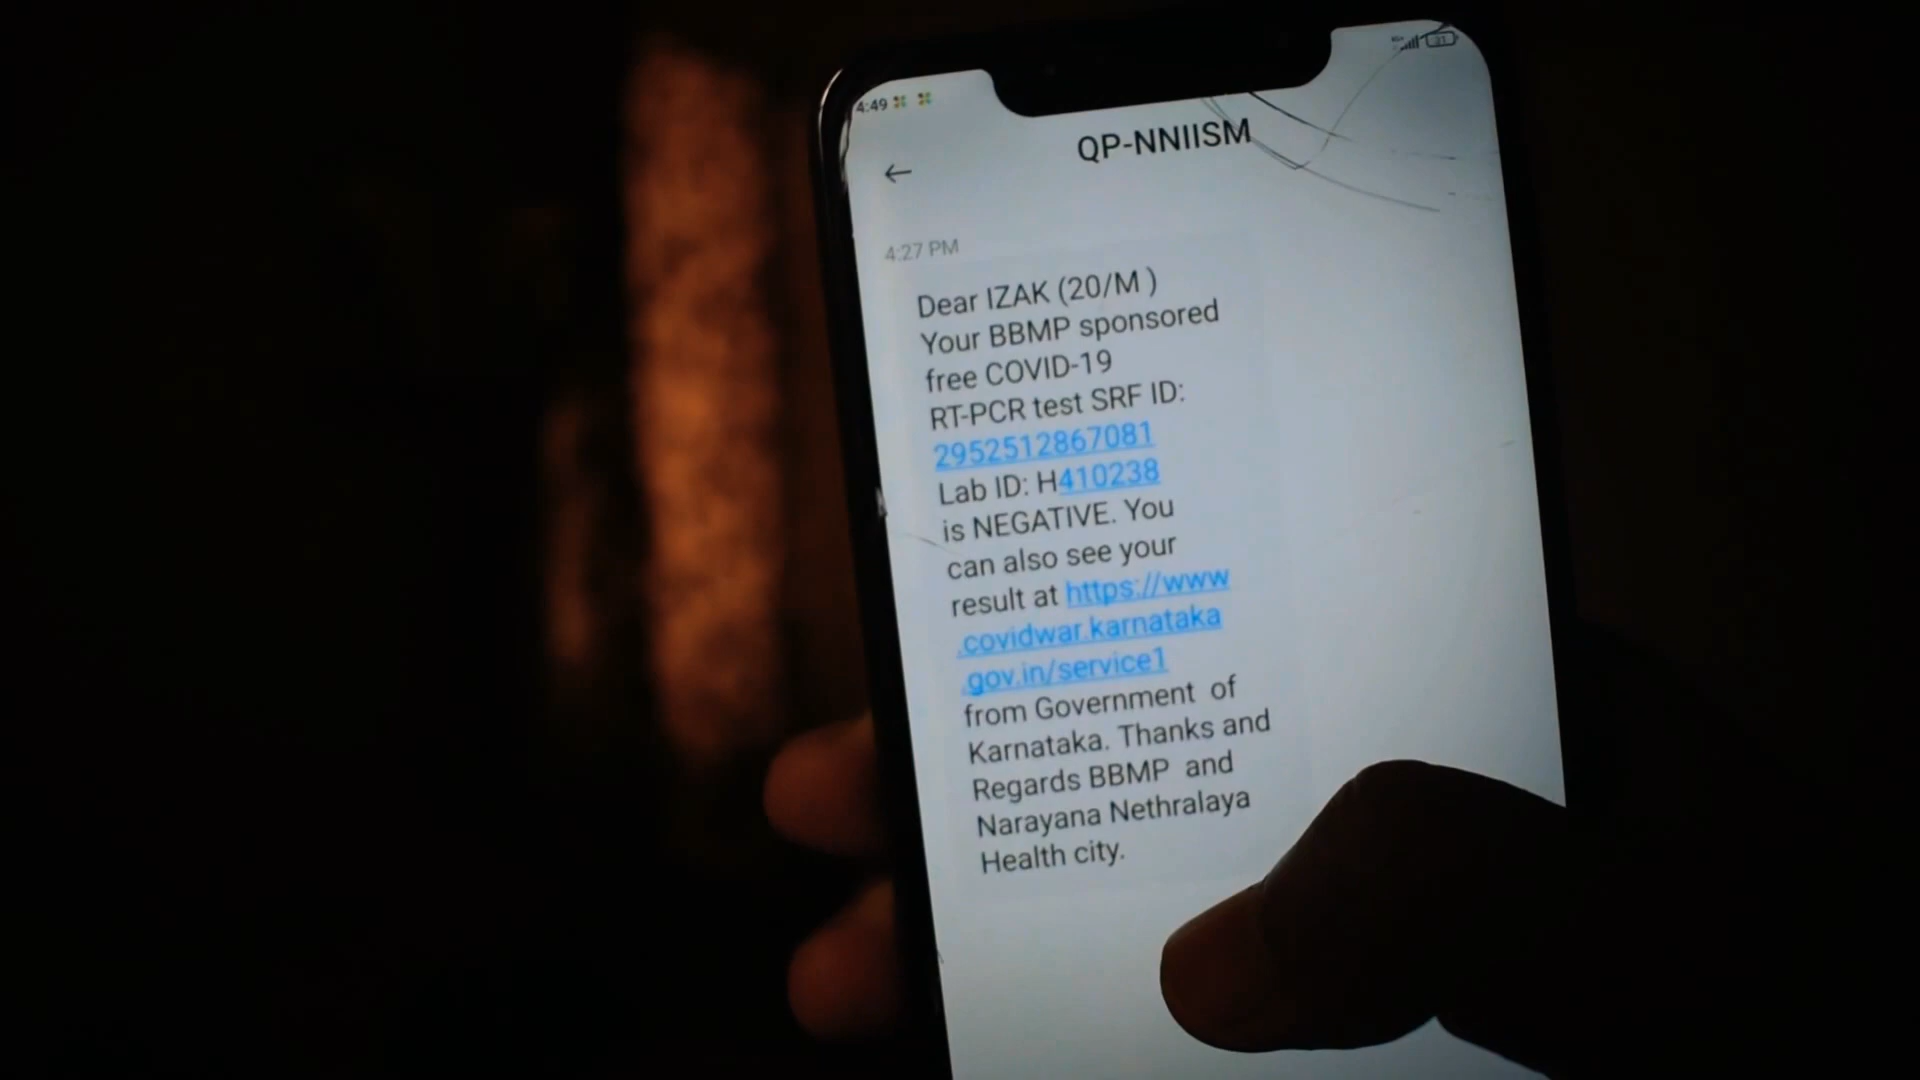 4:49
31
QP-NNIISM
4:27 PM
Dear IZAK (20/M )
Your BBMP sponsored
free COVID-19
RT-PCR test SRF ID:
2952512867081
Lab ID: H410238
is NEGATIVE. You
can also see your
result at https://www
.covidwar.karnataka
.gov.in/service1
from Government  of
Karnataka. Thanks and
Regards BBMP  and
Narayana Nethralaya
Health city.